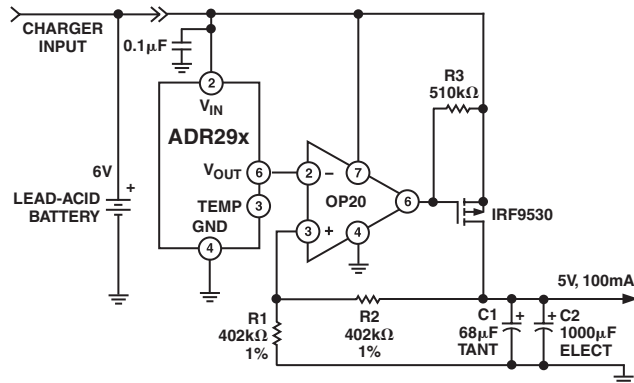 CHARGER
INPUT
0.1µF
2
VIN
ADR29x
VOUT
6
TEMP
3
GND
4
6V
+
LEAD-ACID
BATTERY
2
−
7
OP20
6
3
+
4
R3
510kΩ
IRF9530
5V, 100mA
R1
402kΩ
1%
R2
402kΩ
1%
C1
+
68µF
TANT
+
C2
1000µF
ELECT